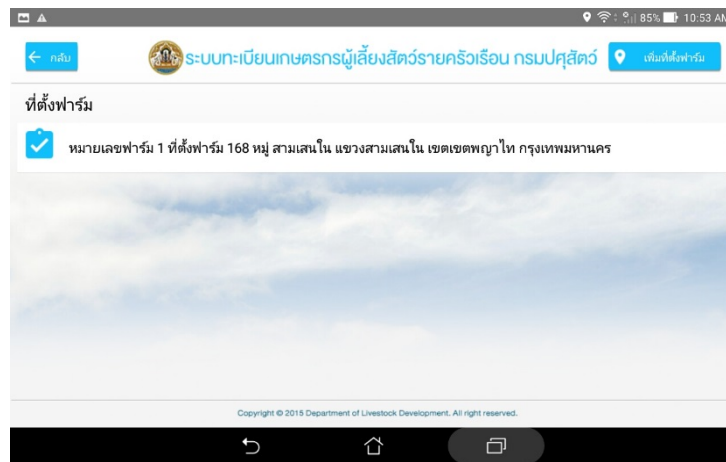 85% 10:53 AM
กลับ
ระบบทะเบียนเกษตรกรผู้เลี้ยงสัตว์รายครัวเรือน กรมปศุสัตว์
เพิ่มที่ตั้งฟาร์ม
ที่ตั้งฟาร์ม
หมายเลขฟาร์ม 1 ที่ตั้งฟาร์ม 168 หมู่ สามเสนใน แขวงสามเสนใน เขตเขตพญาไท กรุงเทพมหานคร
Copyright © 2015 Department of Livestock Development. All right reserved.